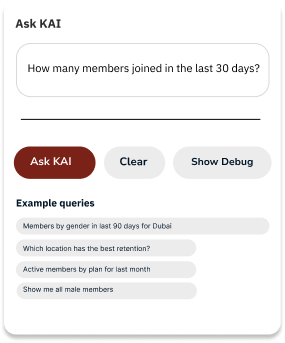 Ask KAI
How many members joined in the last 30 days?
Ask KAI
Clear
Show Debug
Example queries
Members by gender in last 90 days for Dubai
Which location has the best retention?
Active members by plan for last month
Show me all male members